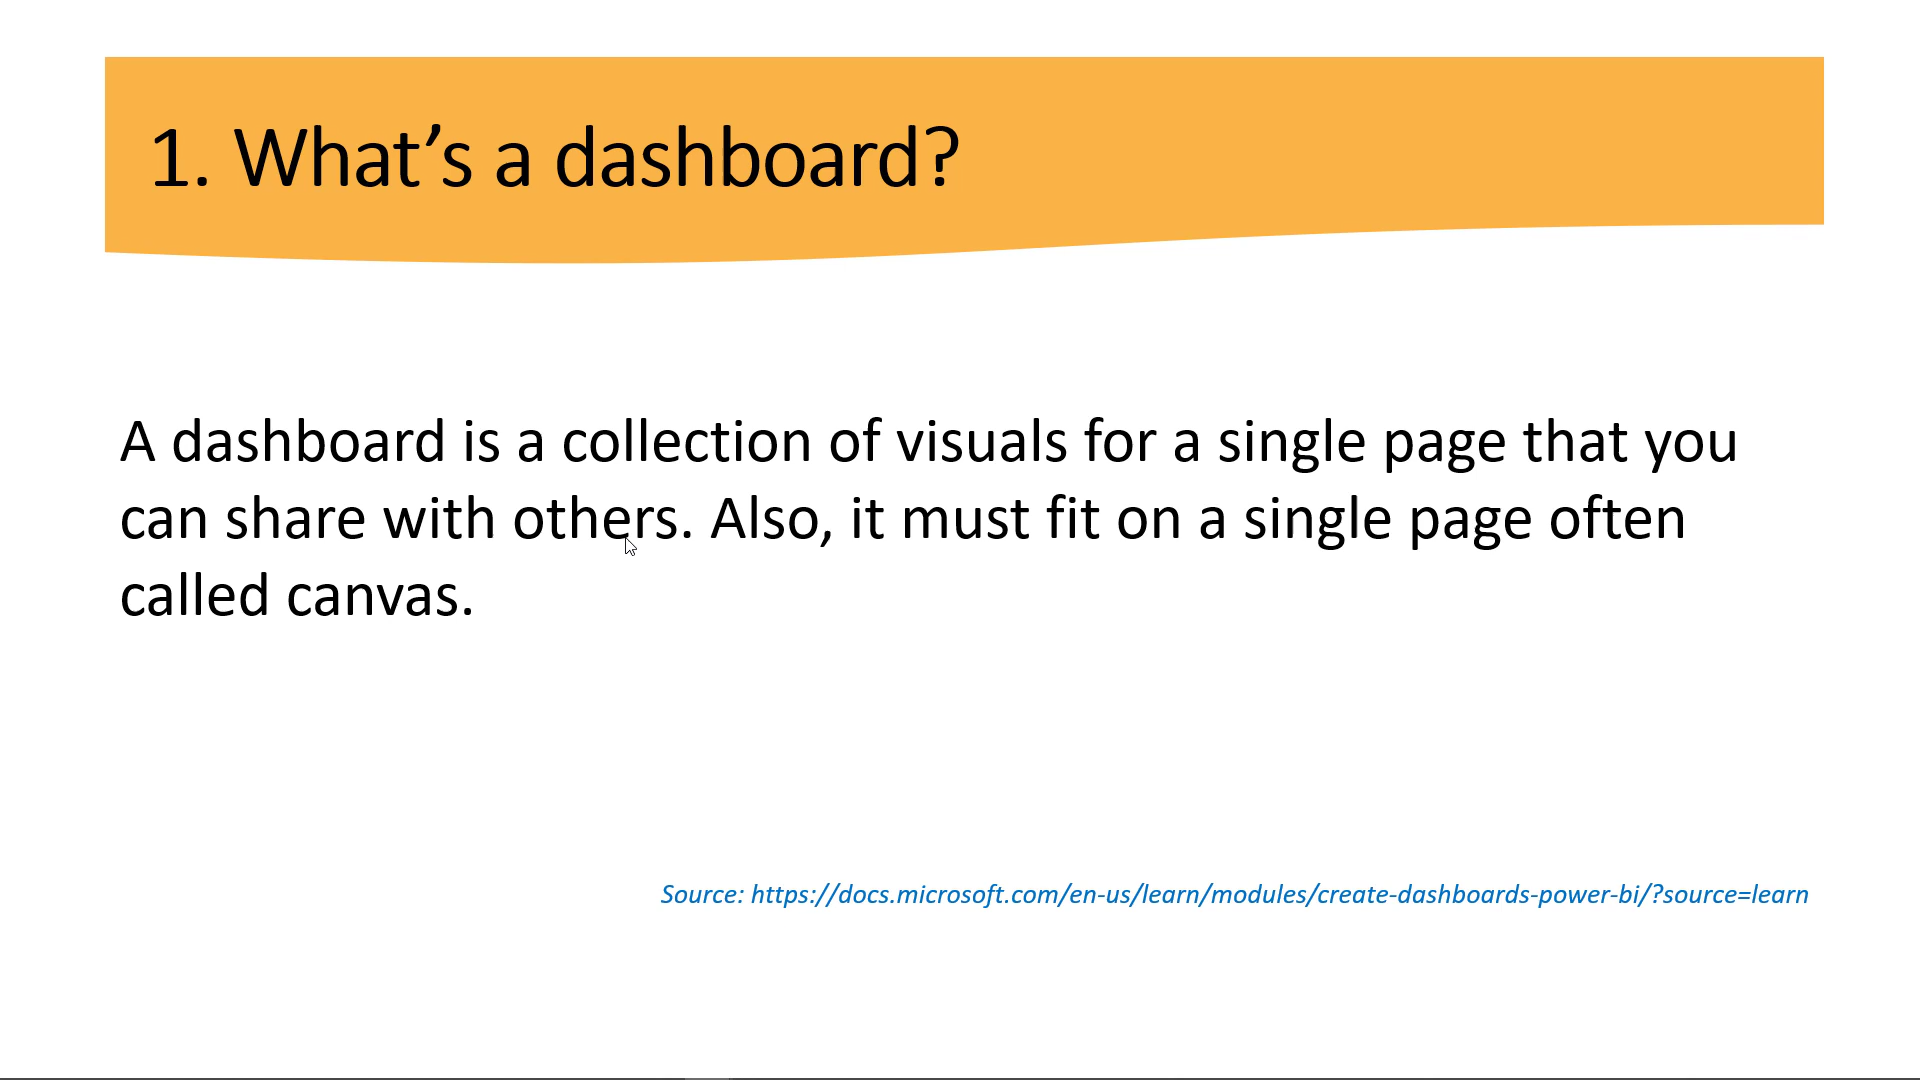 1. What’s a dashboard?
A dashboard is a collection of visuals for a single page that you
can share with others. Also, it must fit on a single page often
called canvas.
Source: https://docs.microsoft.com/en-us/learn/modules/create-dashboards-power-bi/?source=learn